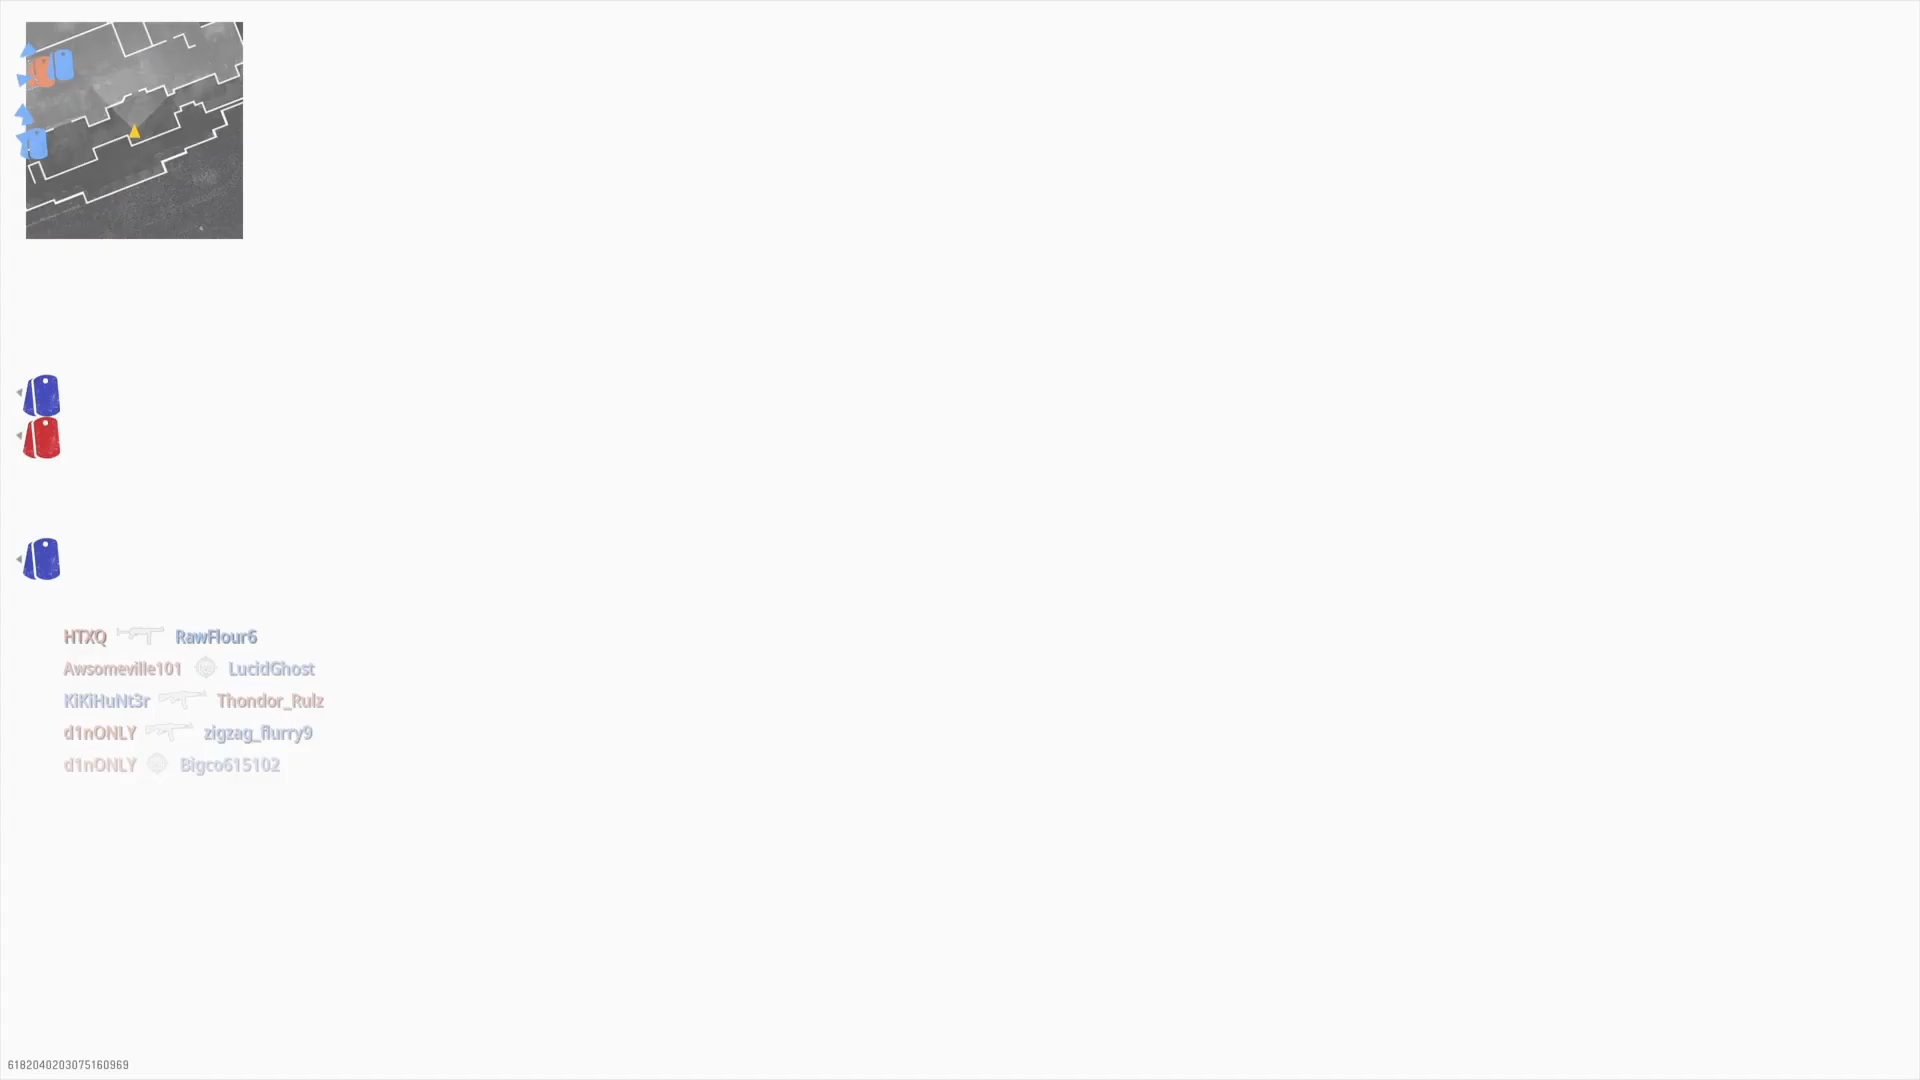 HTXQ RawFlour6
Awsomeville101 LucidGhost
KiKiHuNt3r Thondor_Rulz
d1nONLY zigzag_flurry9
d1nONLY Bigco615102
6182040203075160969